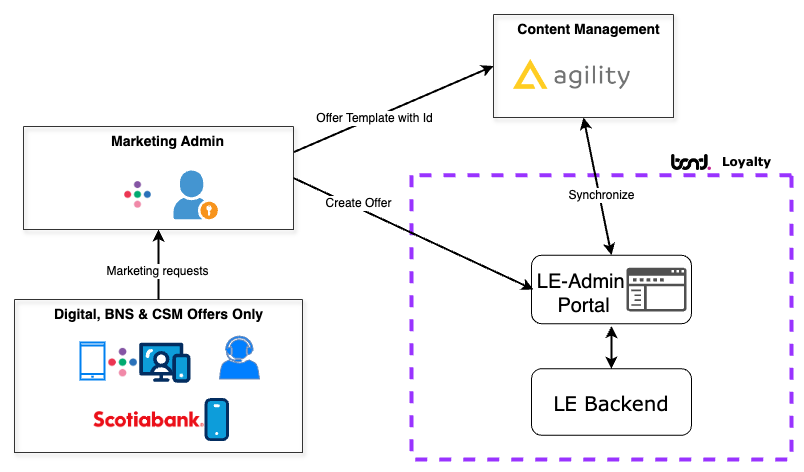 Content Management
agility
Offer Template with Id
Marketing Admin
bond. Loyalty
Synchronize
Create Offer
Marketing requests
LE-Admin
Portal
Digital, BNS & CSM Offers Only
Scotiabank.
LE Backend